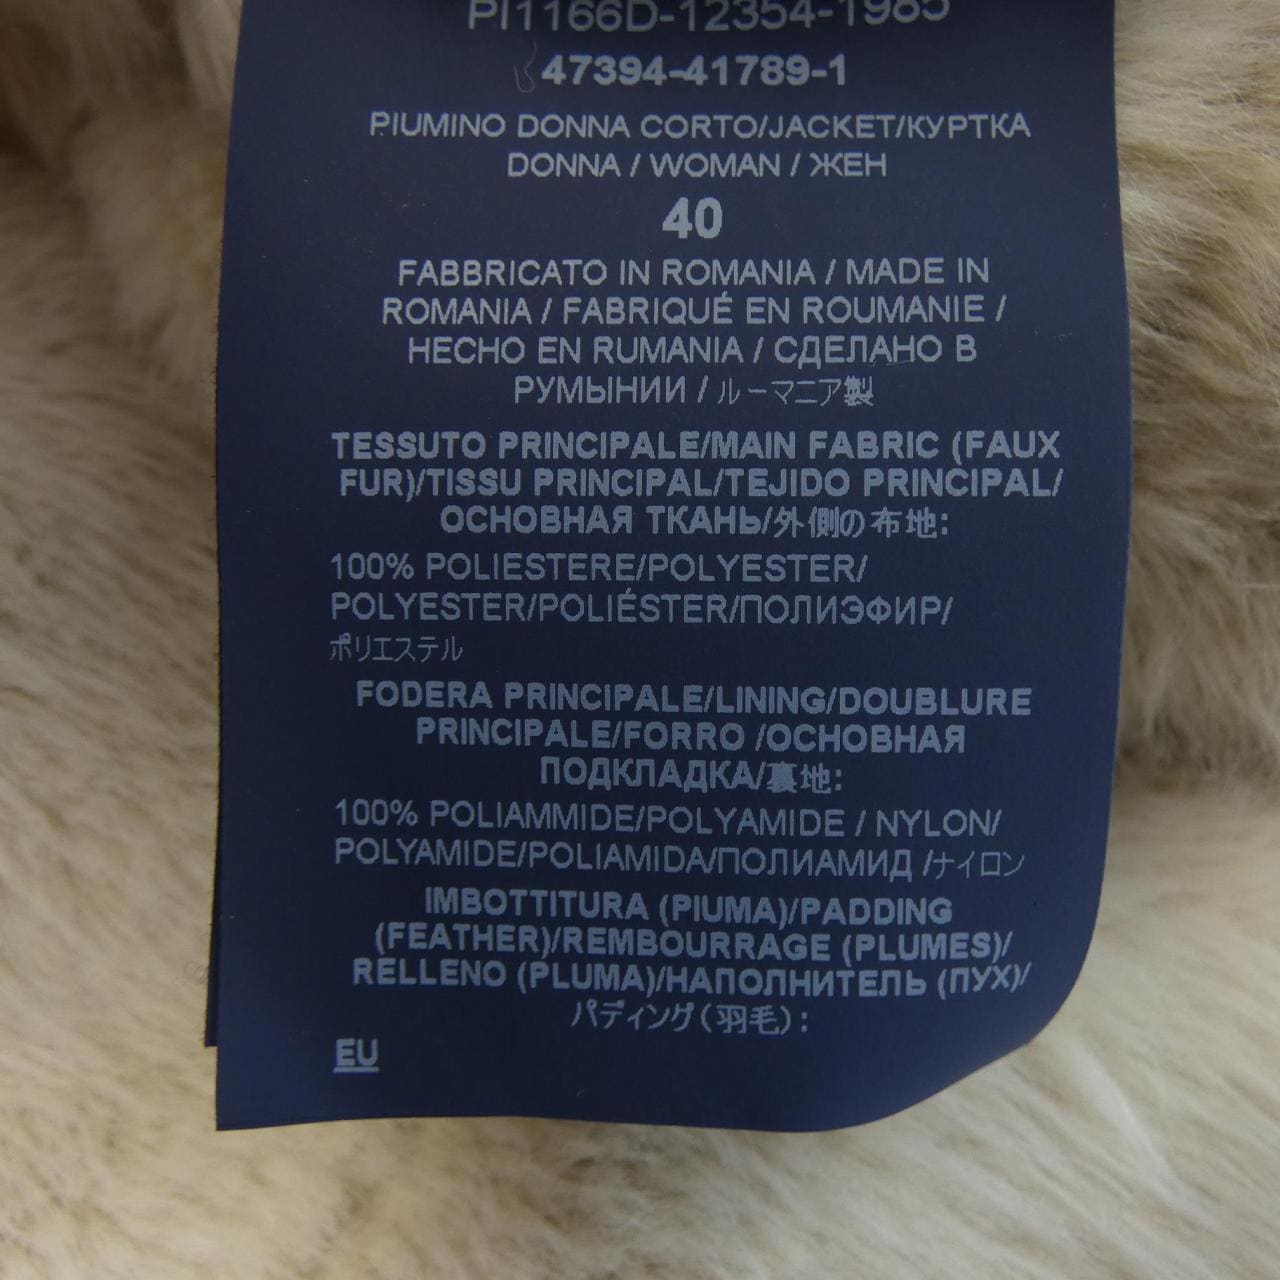 PI1166D-12354-1985
47394-41789-1
PIUMINO DONNA CORTO/JACKET/КУРТКА
DONNA / WOMAN / ЖЕН
40
FABBRICATO IN ROMANIA / MADE IN
ROMANIA / FABRIQUÉ EN ROUMANIE /
HECHO EN RUMANIA / СДЕЛАНО В
РУМЫНИИ / ルーマニア製
TESSUTO PRINCIPALE/MAIN FABRIC (FAUX
FUR)/TISSU PRINCIPAL/TEJIDO PRINCIPAL/
ОСНОВНАЯ ТКАНЬ/外側の布地:
100% POLIESTERE/POLYESTER/
POLYESTER/POLIÉSTER/ПОЛИЭФИР/
ポリエステル
FODERA PRINCIPALE/LINING/DOUBLURE
PRINCIPALE/FORRO /ОСНОВНАЯ
ПОДКЛАДКА/裏地:
100% POLIAMMIDE/POLYAMIDE / NYLON/
POLYAMIDE/POLIAMIDA/ПОЛИАМИД /ナイロン
IMBOTTITURA (PIUMA)/PADDING
(FEATHER)/REMBOURRAGE (PLUMES)/
RELLENO (PLUMA)/НАПОЛНИТЕЛЬ (ПУХ)/
パディング(羽毛):
EU